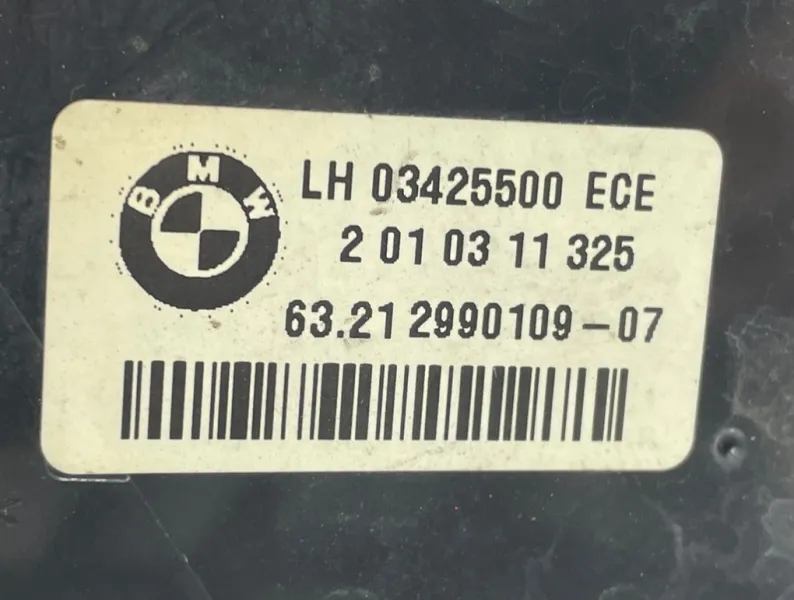 BMW
LH 03425500 ECE
2 01 03 11 325
63.21 2990109-07